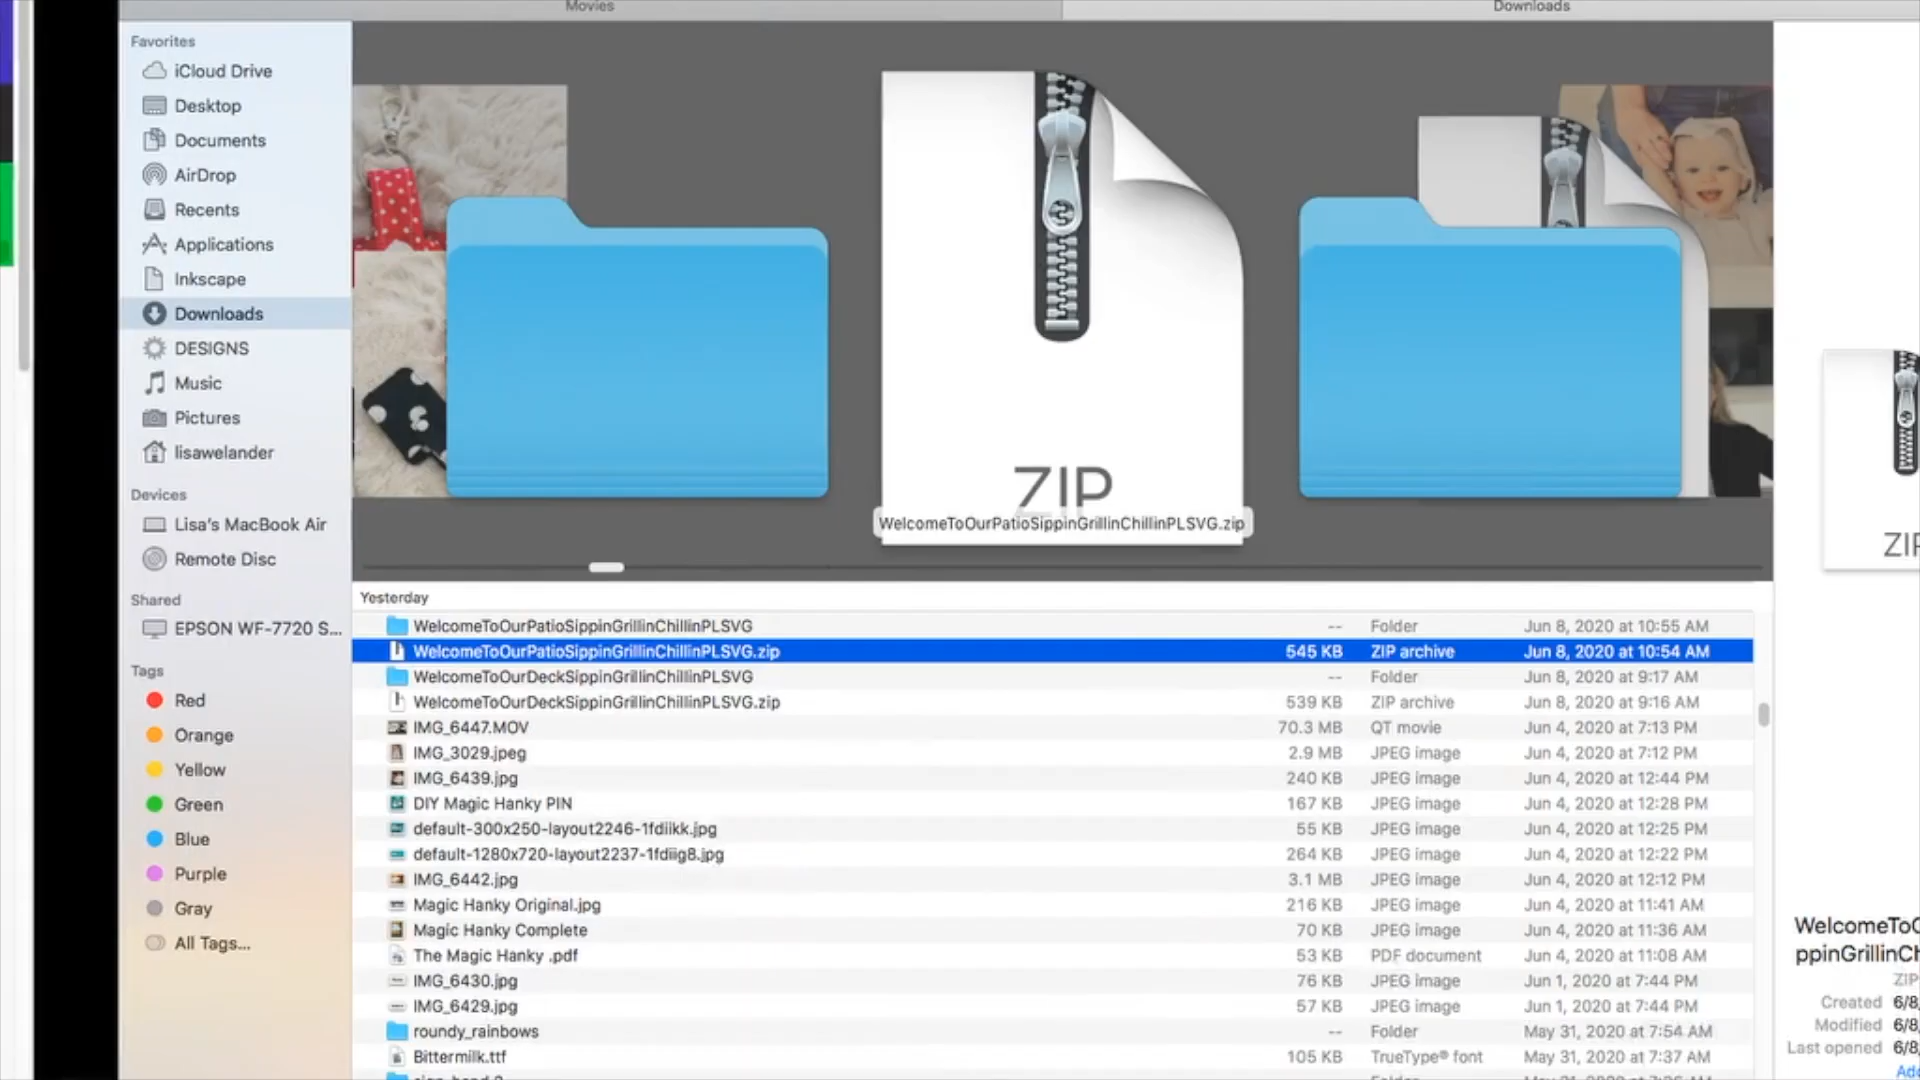 Movies
Downloads
Favorites
iCloud Drive
Desktop
Documents
AirDrop
Recents
Applications
Inkscape
Downloads
DESIGNS
Music
Pictures
lisawelander
Devices
Lisa's MacBook Air
Remote Disc
Shared
EPSON WF-7720 S...
Tags
Red
Orange
Yellow
Green
Blue
Purple
Gray
All Tags...
ZIP
WelcomeToOurPatioSippinGrillinChillinPLSVG.zip
Yesterday
WelcomeToOurPatioSippinGrillinChillinPLSVG -- Folder Jun 8, 2020 at 10:55 AM
WelcomeToOurPatioSippinGrillinChillinPLSVG.zip 545 KB ZIP archive Jun 8, 2020 at 10:54 AM
WelcomeToOurDeckSippinGrillinChillinPLSVG -- Folder Jun 8, 2020 at 9:17 AM
WelcomeToOurDeckSippinGrillinChillinPLSVG.zip 539 KB ZIP archive Jun 8, 2020 at 9:16 AM
IMG_6447.MOV 70.3 MB QT movie Jun 4, 2020 at 7:13 PM
IMG_3029.jpeg 2.9 MB JPEG image Jun 4, 2020 at 7:12 PM
IMG_6439.jpg 240 KB JPEG image Jun 4, 2020 at 12:44 PM
DIY Magic Hanky PIN 167 KB JPEG image Jun 4, 2020 at 12:28 PM
default-300x250-layout2246-1fdiikk.jpg 55 KB JPEG image Jun 4, 2020 at 12:25 PM
default-1280x720-layout2237-1fdiig8.jpg 264 KB JPEG image Jun 4, 2020 at 12:22 PM
IMG_6442.jpg 3.1 MB JPEG image Jun 4, 2020 at 12:12 PM
Magic Hanky Original.jpg 216 KB JPEG image Jun 4, 2020 at 11:41 AM
Magic Hanky Complete 70 KB JPEG image Jun 4, 2020 at 11:36 AM
The Magic Hanky .pdf 53 KB PDF document Jun 4, 2020 at 11:08 AM
IMG_6430.jpg 76 KB JPEG image Jun 1, 2020 at 7:44 PM
IMG_6429.jpg 57 KB JPEG image Jun 1, 2020 at 7:44 PM
roundy_rainbows -- Folder May 31, 2020 at 7:54 AM
Bittermilk.ttf 105 KB TrueType® font May 31, 2020 at 7:37 AM
ZIP
WelcomeToO
ppinGrillinCh
ZIP
Created 6/8
Modified 6/8
Last opened 6/8
Add